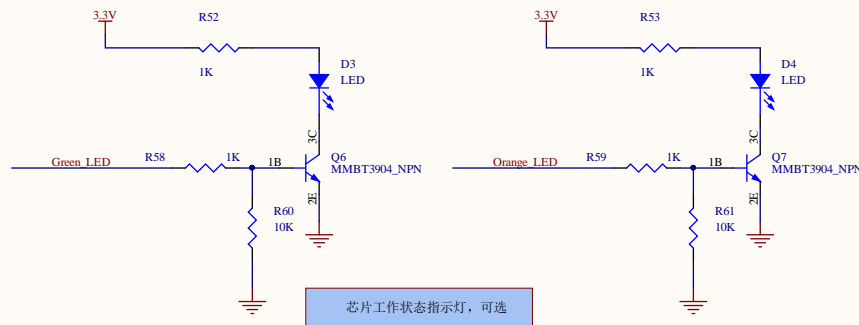 3.3V
R52
1K
D3
LED
3C
Green_LED
R58
1K
1B
Q6
MMBT3904_NPN
2E
R60
10K
3.3V
R53
1K
D4
LED
3C
Orange_LED
R59
1K
1B
Q7
MMBT3904_NPN
2E
R61
10K
芯片工作状态指示灯，可选